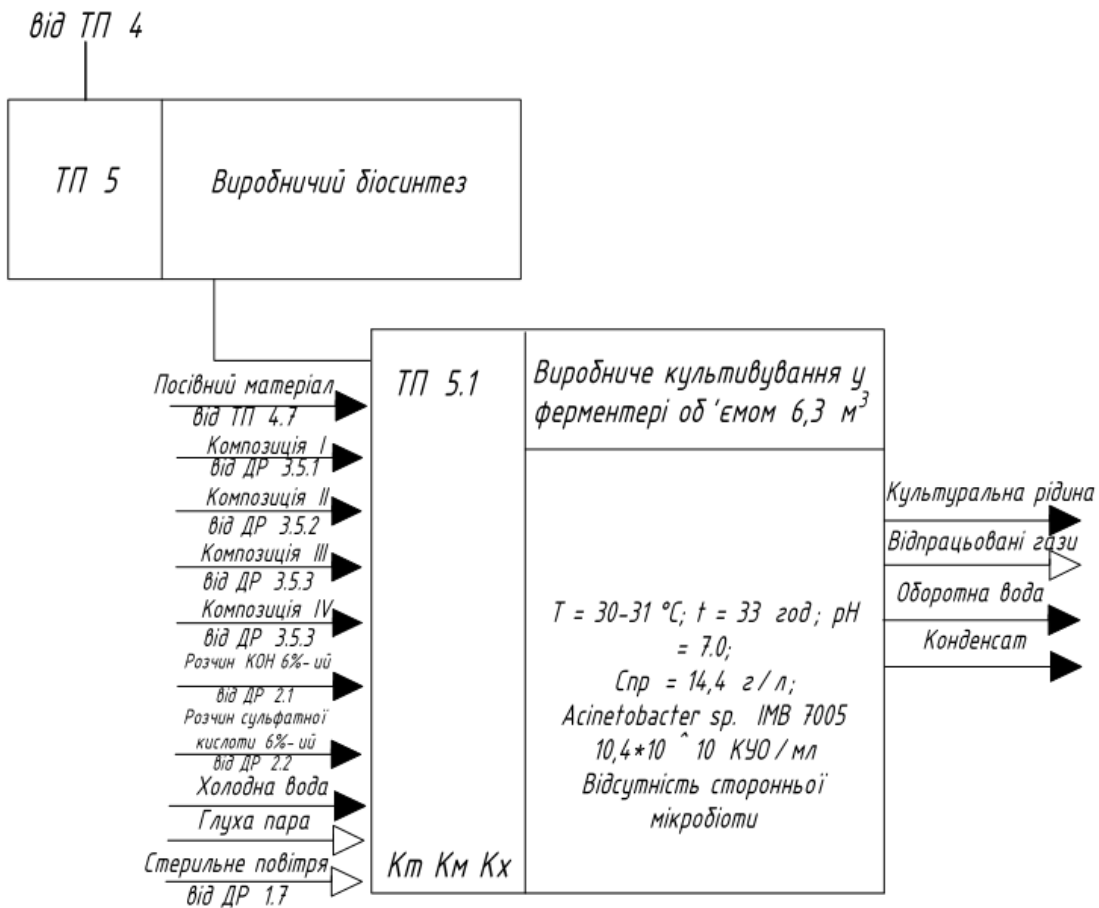 від ТП 4
ТП 5
Виробничий біосинтез
ТП 5.1
Виробниче культивування у
ферментері об'ємом 6,3 м³
Посівний матеріал
від ТП 4.7
Композиція I
від ДР 3.5.1
Композиція II
від ДР 3.5.2
Композиція III
від ДР 3.5.3
Композиція IV
від ДР 3.5.3
Розчин КОН 6%-ий
від ДР 2.1
Розчин сульфатної
кислоти 6%-ий
від ДР 2.2
Холодна вода
Глуха пара
Стерильне повітря
від ДР 1.7
Кт Км Кх
T = 30-31 °C; t = 33 год; pH
= 7.0;
Спр = 14,4 г/л;
Acinetobacter sp. IMB 7005
10,4*10 ^ 10 КУО/мл
Відсутність сторонньої
мікробіоти
Культуральна рідина
Відпрацьовані гази
Оборотна вода
Конденсат